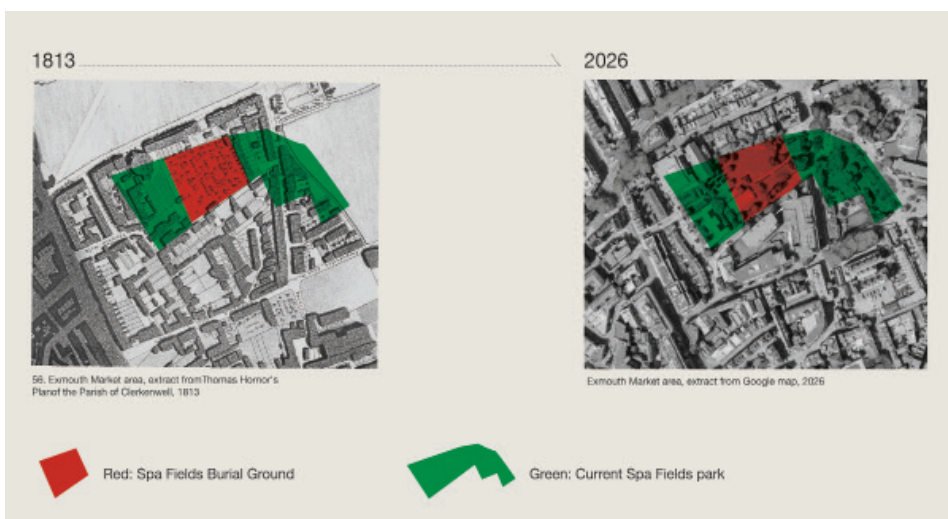 1813
2026
56. Exmouth Market area, extract fromThomas Hornor's
Planof the Parish of Clerkenwell, 1813
Exmouth Market area, extract from Google map, 2026
Red: Spa Fields Burial Ground
Green: Current Spa Fields park